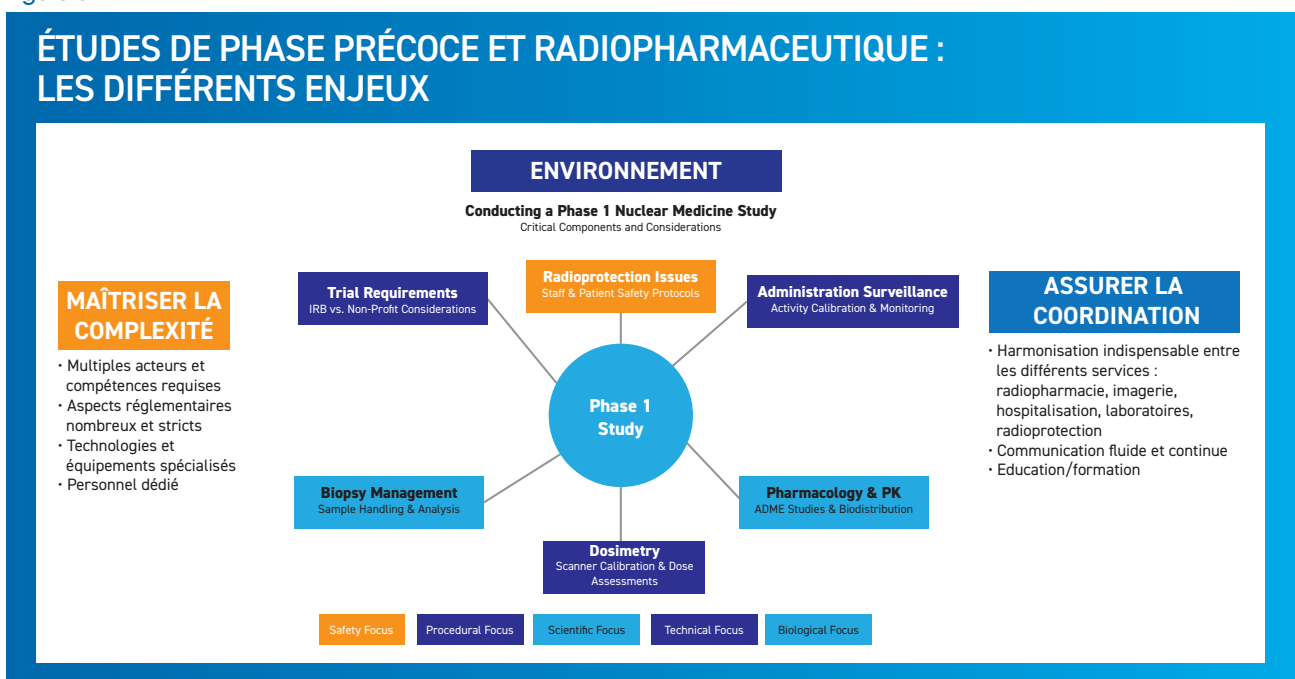 ÉTUDES DE PHASE PRÉCOCE ET RADIOPHARMACEUTIQUE :
LES DIFFÉRENTS ENJEUX
ENVIRONNEMENT
Conducting a Phase 1 Nuclear Medicine Study
Critical Components and Considerations
MAÎTRISER LA
COMPLEXITÉ
· Multiples acteurs et
compétences requises
· Aspects réglementaires
nombreux et stricts
· Technologies et
équipements spécialisés
· Personnel dédié
Trial Requirements
IRB vs. Non-Profit Considerations
Radioprotection Issues
Staff & Patient Safety Protocols
Administration Surveillance
Activity Calibration & Monitoring
Phase 1
Study
Biopsy Management
Sample Handling & Analysis
Pharmacology & PK
ADME Studies & Biodistribution
Dosimetry
Scanner Calibration & Dose
Assessments
Safety Focus
Procedural Focus
Scientific Focus
Technical Focus
Biological Focus
ASSURER LA
COORDINATION
· Harmonisation indispensable entre
les différents services :
radiopharmacie, imagerie,
hospitalisation, laboratoires,
radioprotection
· Communication fluide et continue
· Education/formation